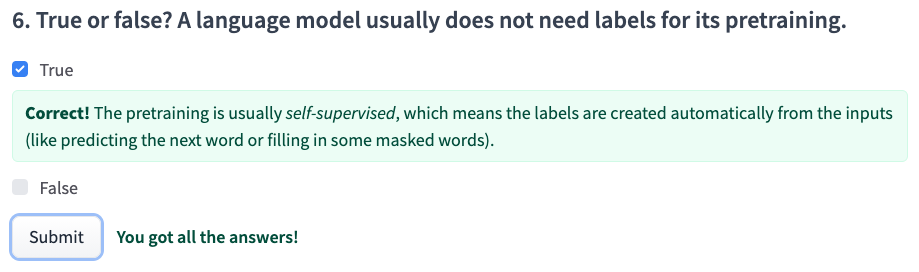 6. True or false? A language model usually does not need labels for its pretraining.
True
Correct! The pretraining is usually self-supervised, which means the labels are created automatically from the inputs
(like predicting the next word or filling in some masked words).
False
Submit You got all the answers!